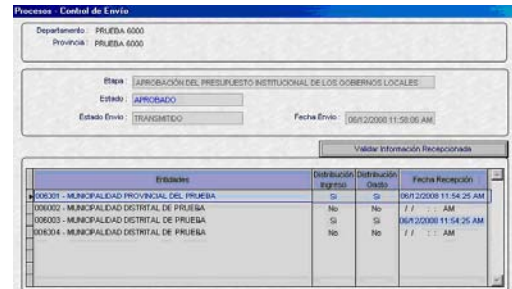 Procesos - Control de Envío
Departamento : PRUEBA 6000
Provincia : PRUEBA 6000
Etapa : APROBACIÓN DEL PRESUPUESTO INSTITUCIONAL DE LOS GOBIERNOS LOCALES
Estado : APROBADO
Estado Envío : TRANSMITIDO Fecha Envío : 06/12/2008 11:58:06 AM
Validar Información Recepcionada
Entidades Distribución Ingreso Distribución Gasto Fecha Recepción
006001 - MUNICIPALIDAD PROVINCIAL DEL PRUEBA Si Si 06/12/2008 11:54:25 AM
006002 - MUNICIPALIDAD DISTRITAL DE PRUEBA No No / / : : AM
006003 - MUNICIPALIDAD DISTRITAL DE PRUEBA Si Si 06/12/2008 11:54:25 AM
006004 - MUNICIPALIDAD DISTRITAL DE PRUEBA No No / / : : AM